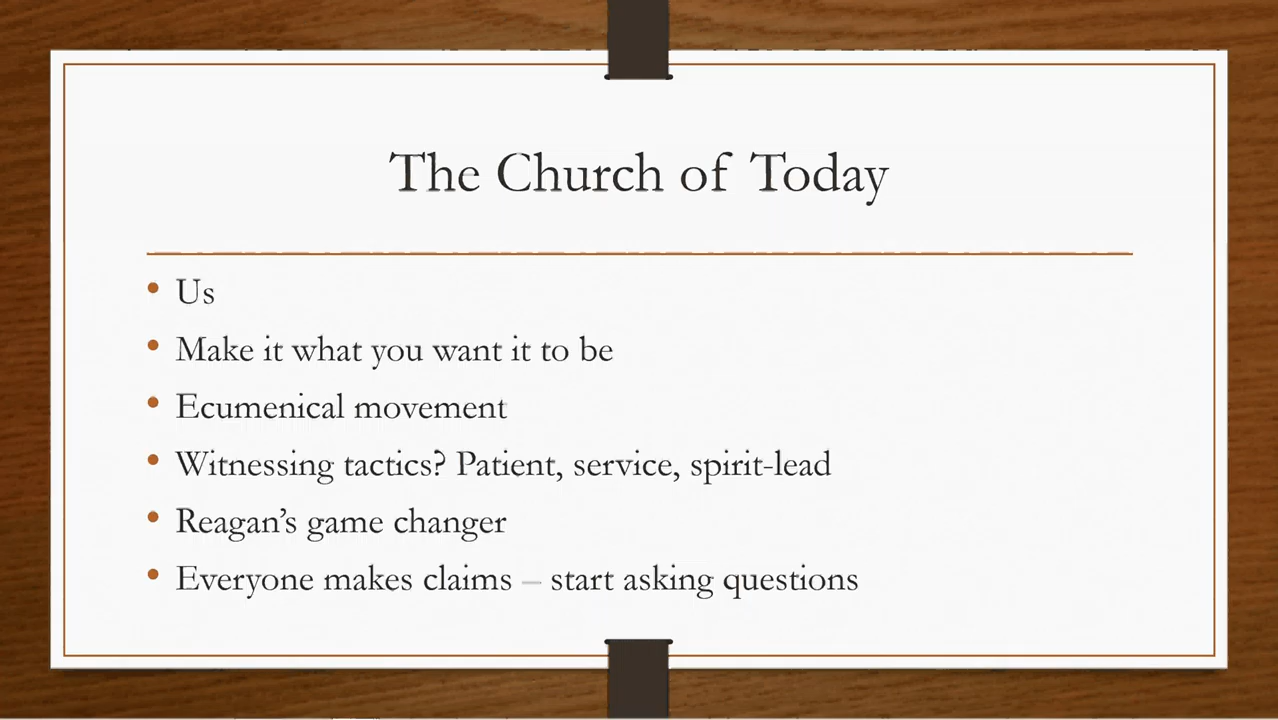 The Church of Today
• Us
• Make it what you want it to be
• Ecumenical movement
• Witnessing tactics? Patient, service, spirit-lead
• Reagan’s game changer
• Everyone makes claims – start asking questions